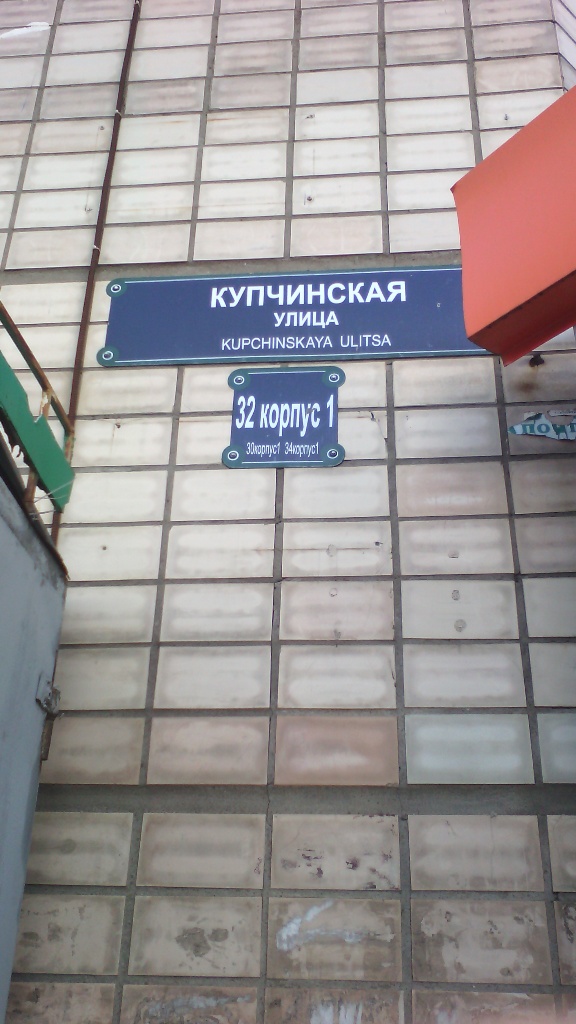 КУПЧИНСКАЯ
УЛИЦА
KUPCHINSKAYA ULITSA
32 корпус 1
30корпус1 34корпус1